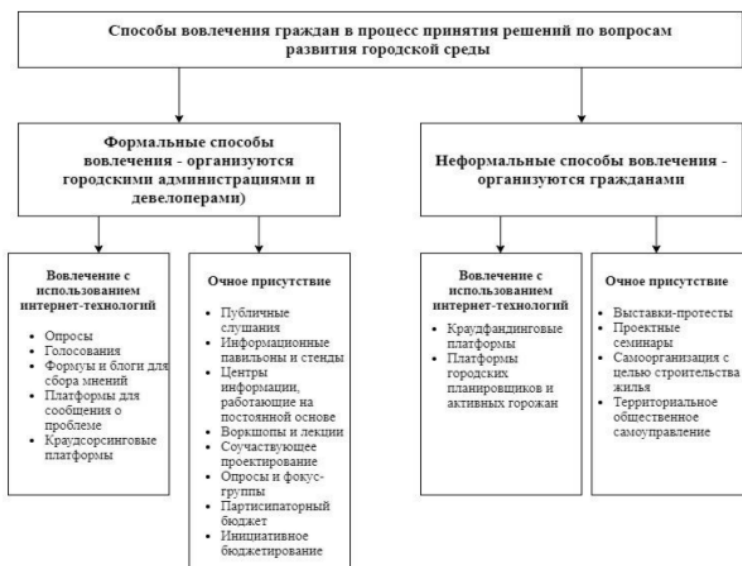 Способы вовлечения граждан в процесс принятия решений по вопросам
развития городской среды
Формальные способы
вовлечения - организуются
городскими администрациями и
девелоперами)
Неформальные способы вовлечения -
организуются гражданами
Вовлечение с
использованием
интернет-технологий
• Опросы
• Голосования
• Формуы и блоги для
сбора мнений
• Платформы для
сообщения о
проблеме
• Краудсорсинговые
платформы
Очное присутствие
• Публичные
слушания
• Информационные
павильоны и стенды
• Центры
информации,
работающие на
постоянной основе
• Воркшопы и лекции
• Соучаствующее
проектирование
• Опросы и фокус-
группы
• Партисипаторный
бюджет
• Инициативное
бюджетирование
Вовлечение с
использованием
интернет-технологий
• Краудфандинговые
платформы
• Платформы
городских
планировщиков и
активных горожан
Очное присутствие
• Выставки-протесты
• Проектные
семинары
• Самоорганизация с
целью строительства
жилья
• Территориальное
общественное
самоуправление